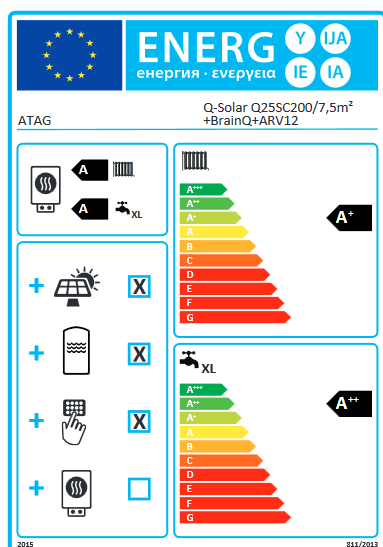 ENERG
енергия · ενεργεια
Y IJA
IE IA
ATAG
Q-Solar Q25SC200/7,5m²
+BrainQ+ARV12
A
A
XL
+ X
+ X
+ X
+
A+++
A++
A+
A
B
C
D
E
F
G
A+
XL
A+++
A++
A+
A
B
C
D
E
F
G
A++
2015
811/2013